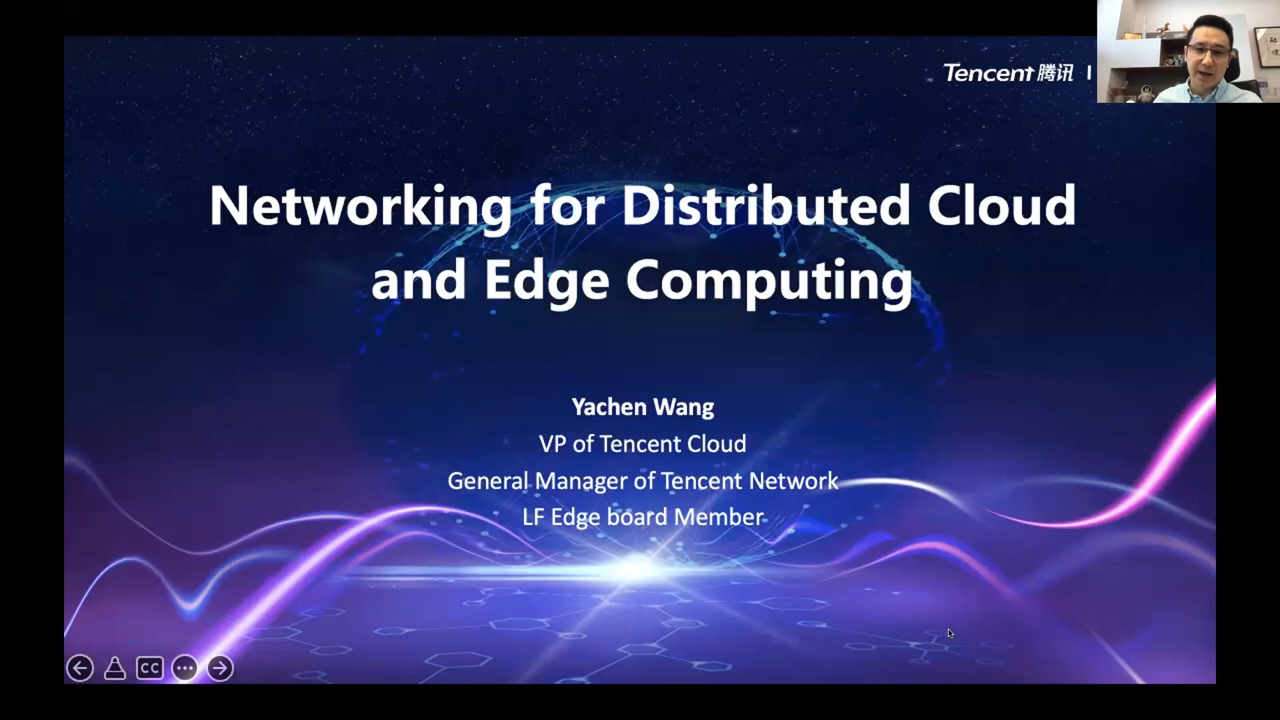 Tencent 腾讯
Networking for Distributed Cloud
and Edge Computing
Yachen Wang
VP of Tencent Cloud
General Manager of Tencent Network
LF Edge board Member
CC